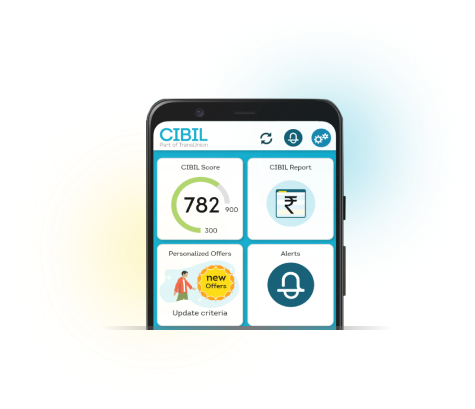 CIBIL
Part of TransUnion
CIBIL Score
782
900
300
CIBIL Report
₹
Personalized Offers
new
Offers
Update criteria
Alerts